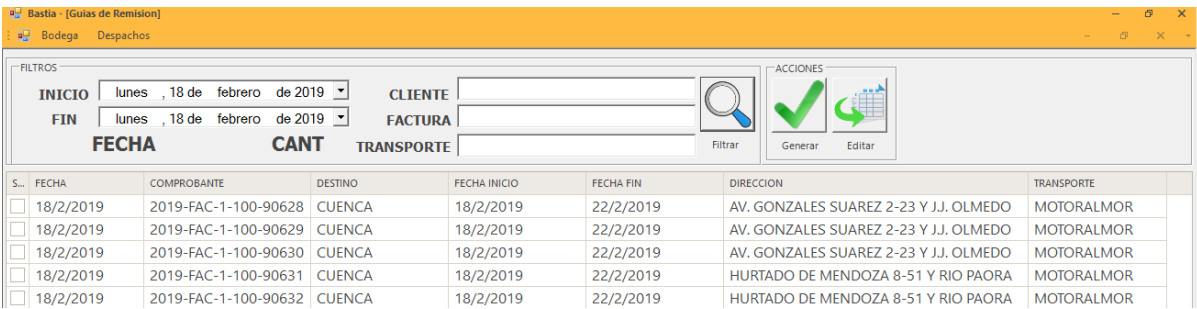 Bastia - [Guias de Remision]
Bodega Despachos
FILTROS
ACCIONES
INICIO lunes , 18 de febrero de 2019 CLIENTE
FIN lunes , 18 de febrero de 2019 FACTURA
FECHA CANT TRANSPORTE
Filtrar Generar Editar
S... FECHA COMPROBANTE DESTINO FECHA INICIO FECHA FIN DIRECCION TRANSPORTE
18/2/2019 2019-FAC-1-100-90628 CUENCA 18/2/2019 22/2/2019 AV. GONZALES SUAREZ 2-23 Y J.J. OLMEDO MOTORALMOR
18/2/2019 2019-FAC-1-100-90629 CUENCA 18/2/2019 22/2/2019 AV. GONZALES SUAREZ 2-23 Y J.J. OLMEDO MOTORALMOR
18/2/2019 2019-FAC-1-100-90630 CUENCA 18/2/2019 22/2/2019 AV. GONZALES SUAREZ 2-23 Y J.J. OLMEDO MOTORALMOR
18/2/2019 2019-FAC-1-100-90631 CUENCA 18/2/2019 22/2/2019 HURTADO DE MENDOZA 8-51 Y RIO PAORA MOTORALMOR
18/2/2019 2019-FAC-1-100-90632 CUENCA 18/2/2019 22/2/2019 HURTADO DE MENDOZA 8-51 Y RIO PAORA MOTORALMOR